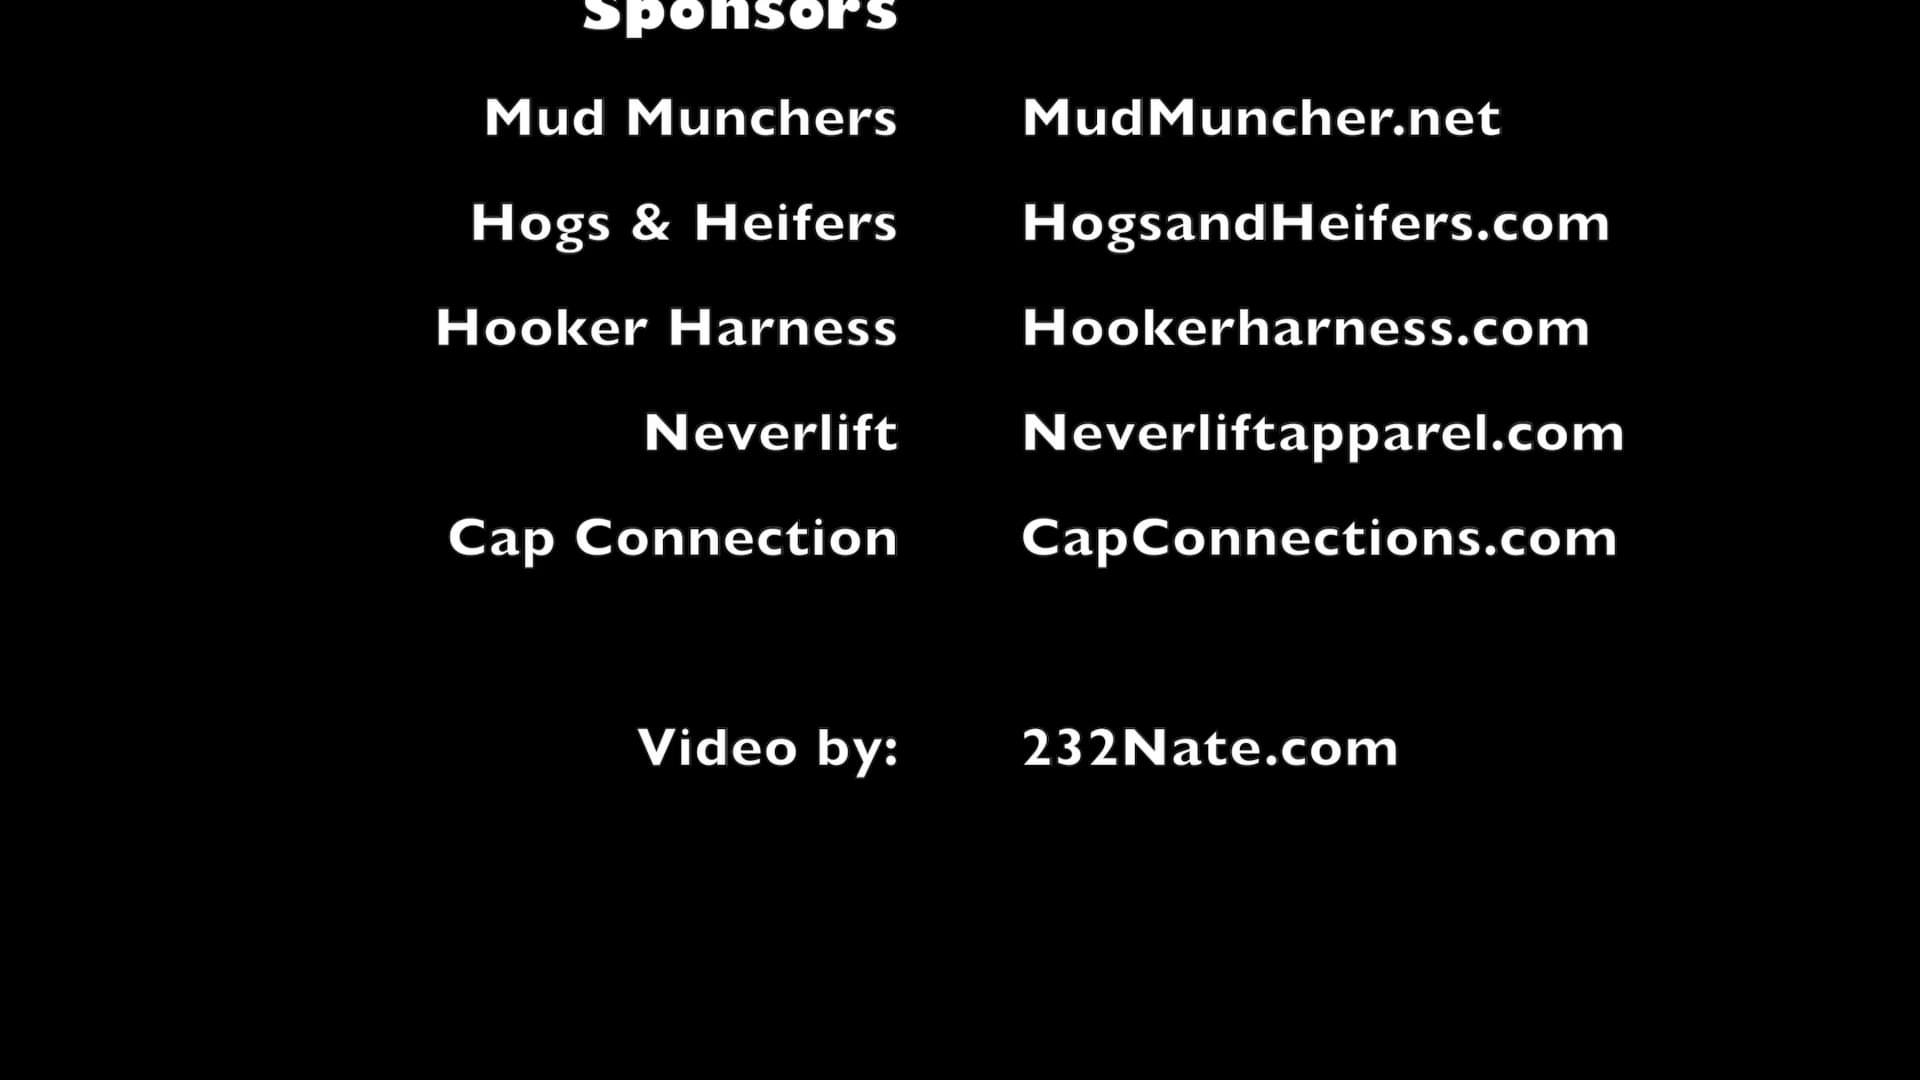 Sponsors
Mud Munchers MudMuncher.net
Hogs & Heifers HogsandHeifers.com
Hooker Harness Hookerharness.com
Neverlift Neverliftapparel.com
Cap Connection CapConnections.com
Video by: 232Nate.com